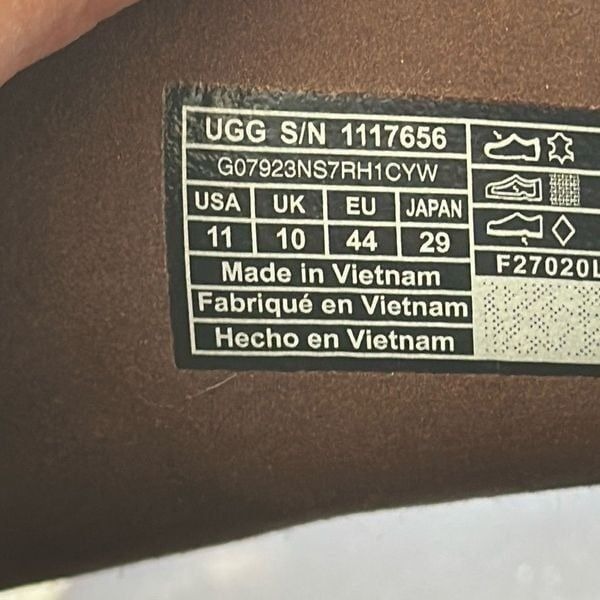 UGG S/N 1117656
G07923NS7RH1CYW
USA UK EU JAPAN
11 10 44 29
Made in Vietnam
Fabriqué en Vietnam
Hecho en Vietnam
F27020L